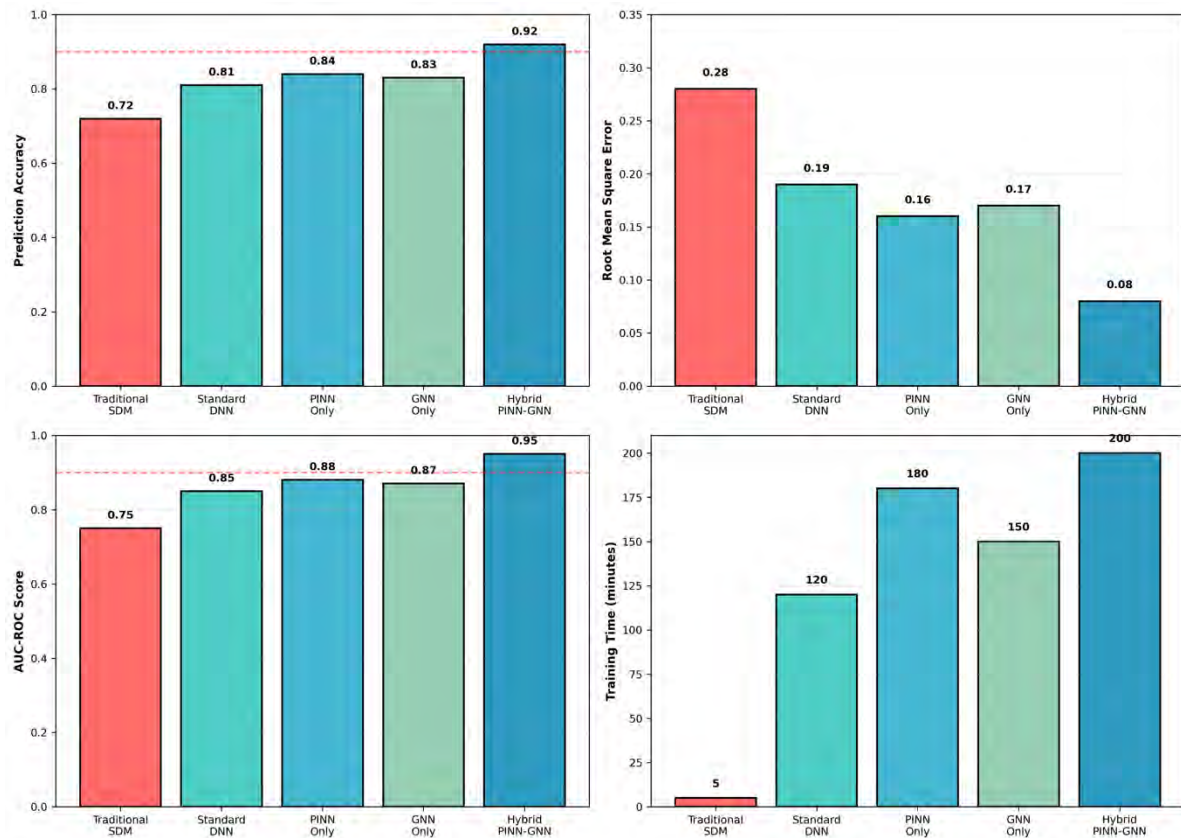 Prediction Accuracy
1.0
0.8
0.6
0.4
0.2
0.0
0.72
0.81
0.84
0.83
0.92
Traditional
SDM
Standard
DNN
PINN
Only
GNN
Only
Hybrid
PINN-GNN
Root Mean Square Error
0.35
0.30
0.25
0.20
0.15
0.10
0.05
0.00
0.28
0.19
0.16
0.17
0.08
Traditional
SDM
Standard
DNN
PINN
Only
GNN
Only
Hybrid
PINN-GNN
AUC-ROC Score
1.0
0.8
0.6
0.4
0.2
0.0
0.75
0.85
0.88
0.87
0.95
Traditional
SDM
Standard
DNN
PINN
Only
GNN
Only
Hybrid
PINN-GNN
Training Time (minutes)
200
175
150
125
100
75
50
25
0
5
120
180
150
200
Traditional
SDM
Standard
DNN
PINN
Only
GNN
Only
Hybrid
PINN-GNN